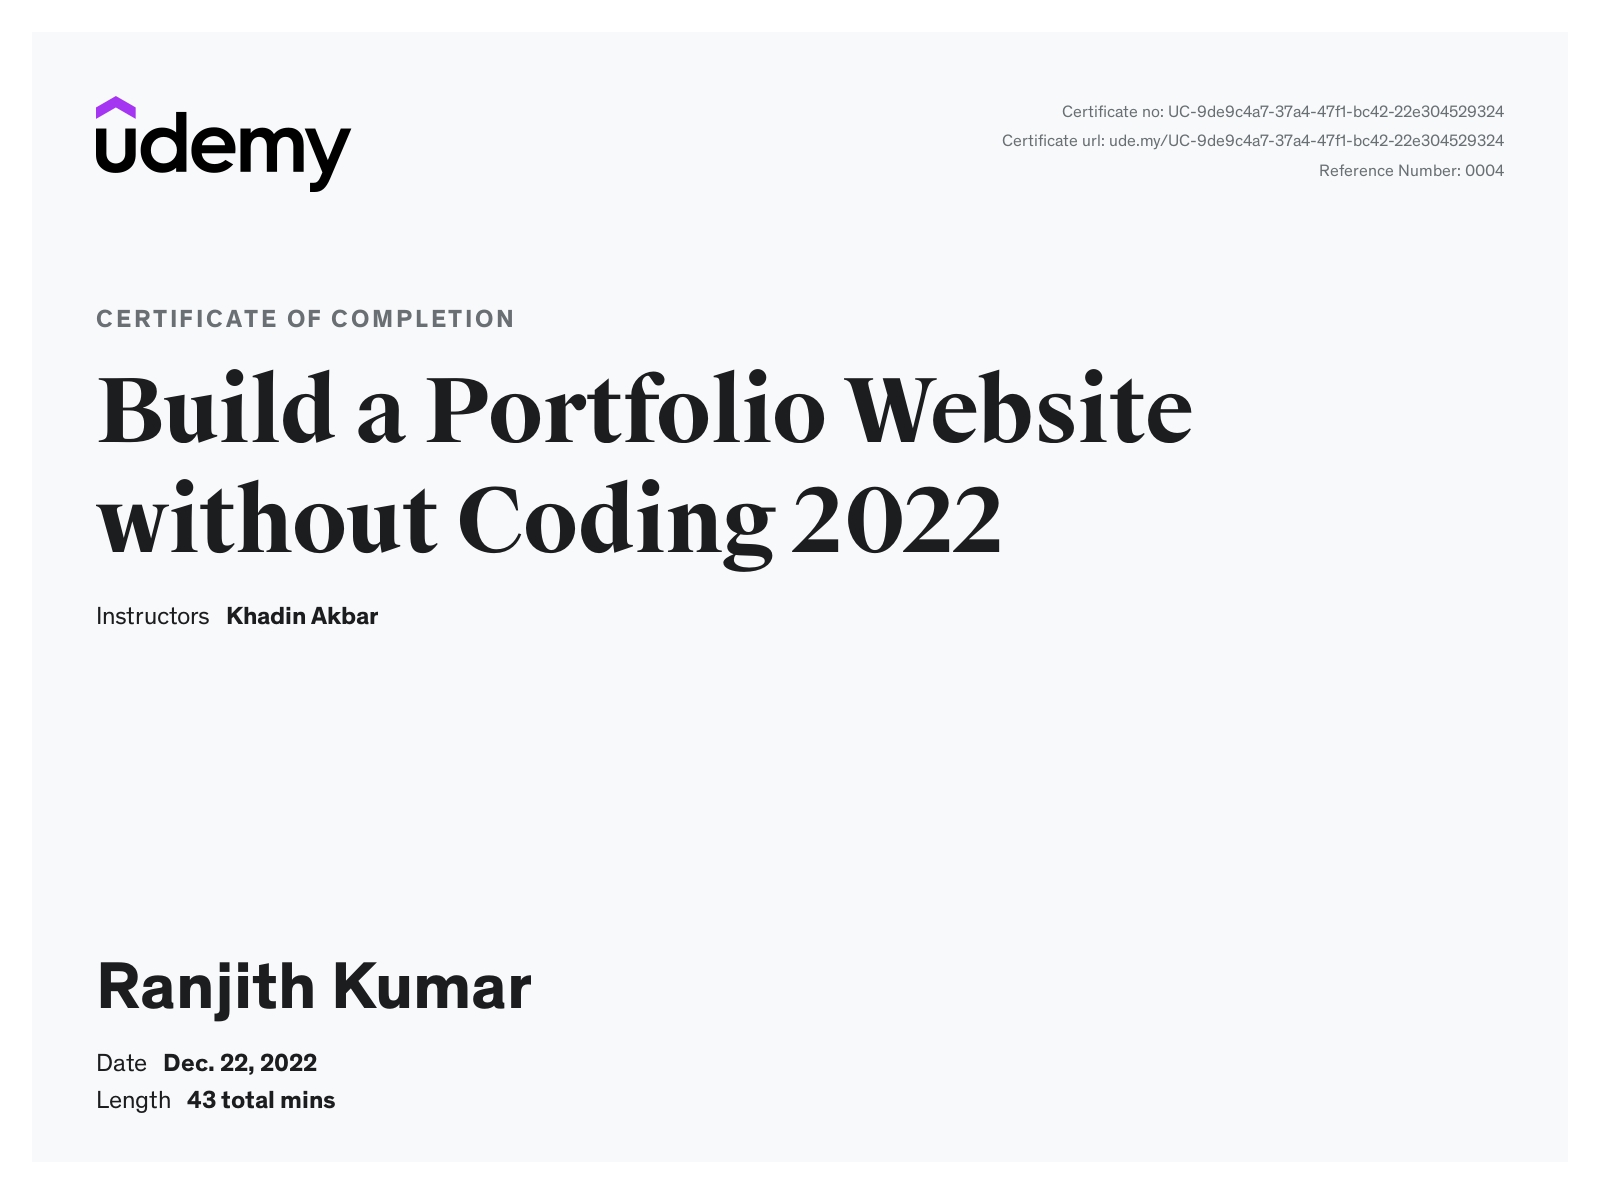 udemy
Certificate no: UC-9de9c4a7-37a4-47f1-bc42-22e304529324
Certificate url: ude.my/UC-9de9c4a7-37a4-47f1-bc42-22e304529324
Reference Number: 0004
CERTIFICATE OF COMPLETION
Build a Portfolio Website
without Coding 2022
Instructors Khadin Akbar
Ranjith Kumar
Date Dec. 22, 2022
Length 43 total mins